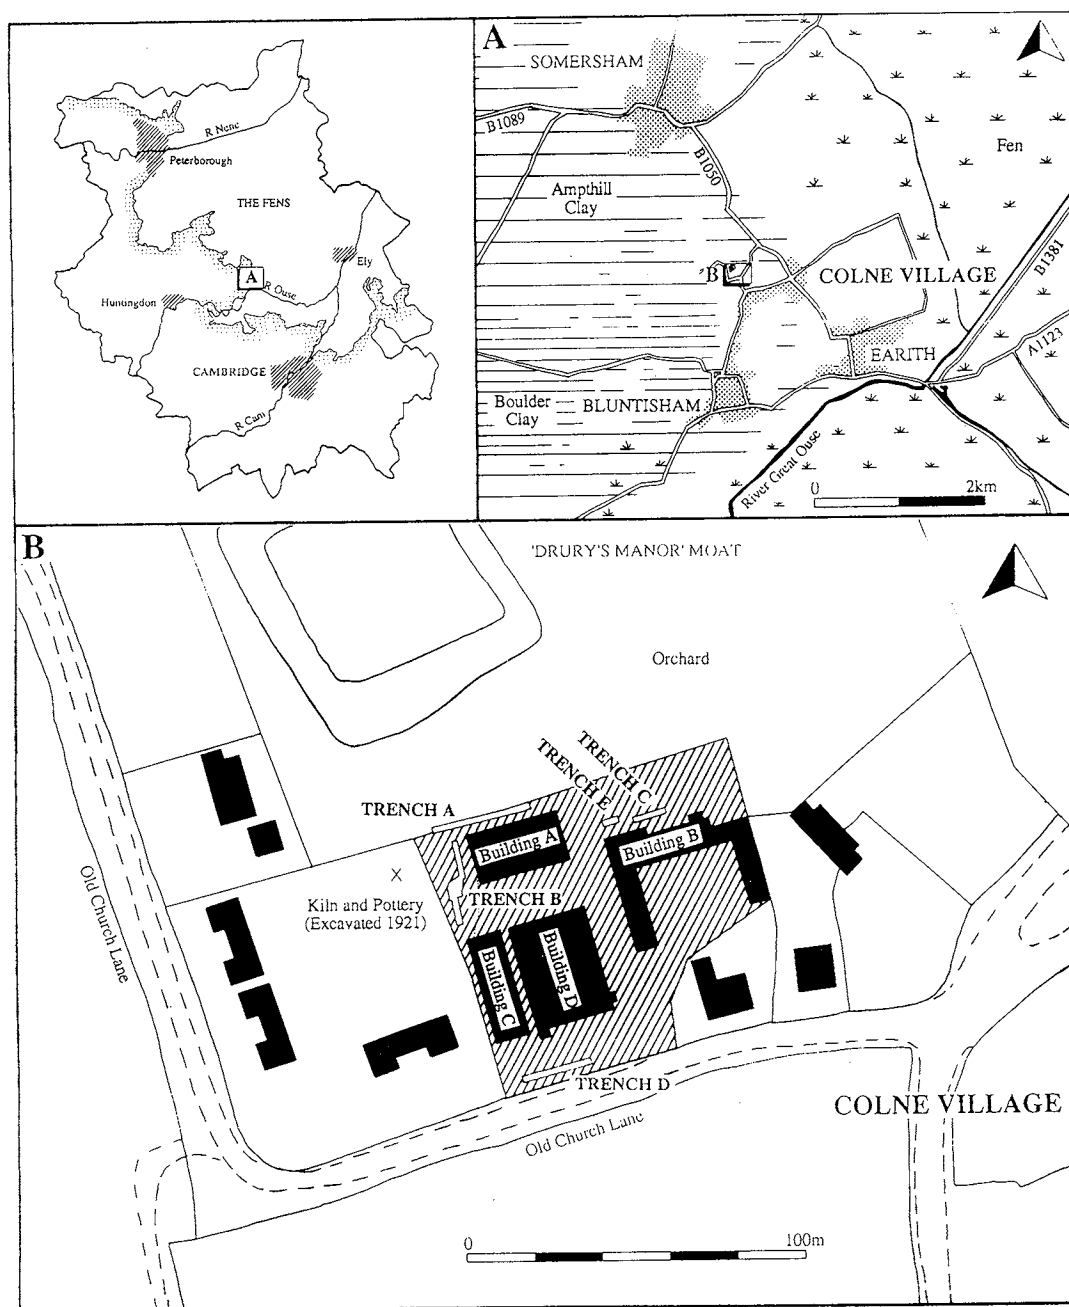 R Nene
Peterborough
THE FENS
A
Ely
R Ouse
Huntingdon
CAMBRIDGE
R Cam
A
SOMERSHAM
B1089
B1050
Fen
Ampthill
Clay
B1381
'B'
COLNE VILLAGE
A1123
EARITH
Boulder
Clay
BLUNTISHAM
River Great Ouse
0 2km
B
'DRURY'S MANOR' MOAT
Orchard
TRENCH C
TRENCH E
TRENCH A
Building A
Building B
X
Kiln and Pottery
(Excavated 1921)
TRENCH B
Old Church Lane
Building C
Building D
TRENCH D
COLNE VILLAGE
Old Church Lane
0 100m